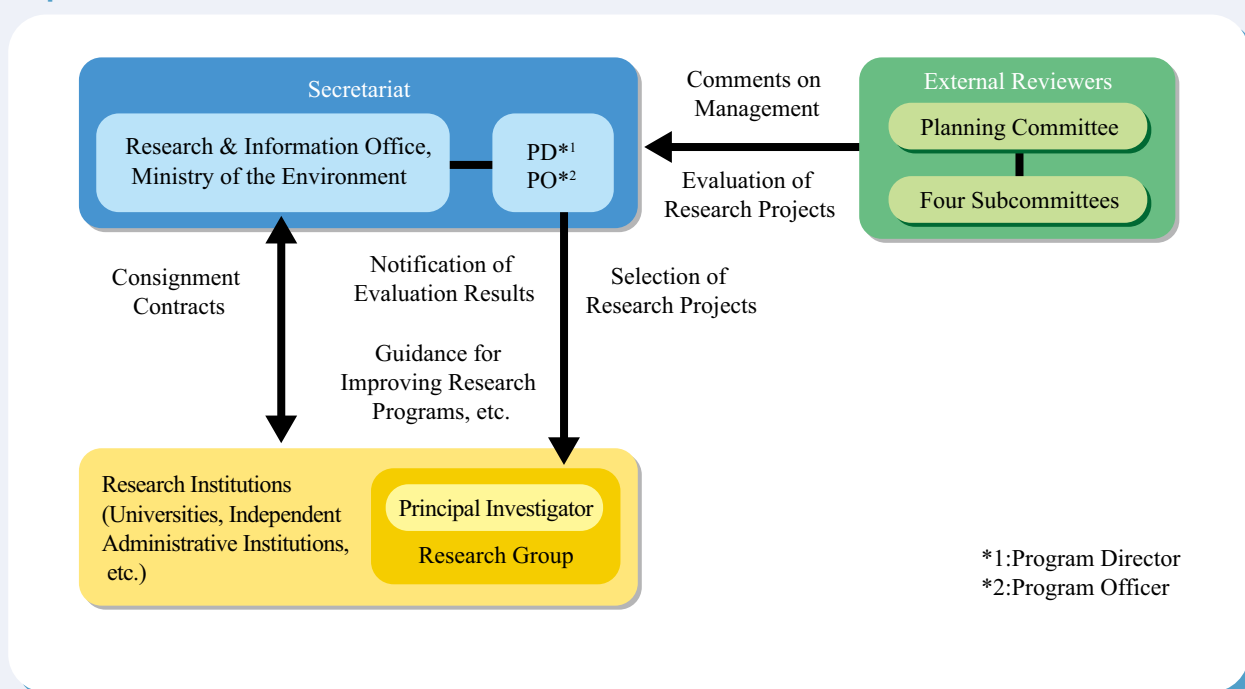 Secretariat
Research & Information Office,
Ministry of the Environment
PD*1
PO*2
Comments on
Management
Evaluation of
Research Projects
External Reviewers
Planning Committee
Four Subcommittees
Consignment
Contracts
Notification of
Evaluation Results
Guidance for
Improving Research
Programs, etc.
Selection of
Research Projects
Research Institutions
(Universities, Independent
Administrative Institutions,
etc.)
Principal Investigator
Research Group
*1:Program Director
*2:Program Officer